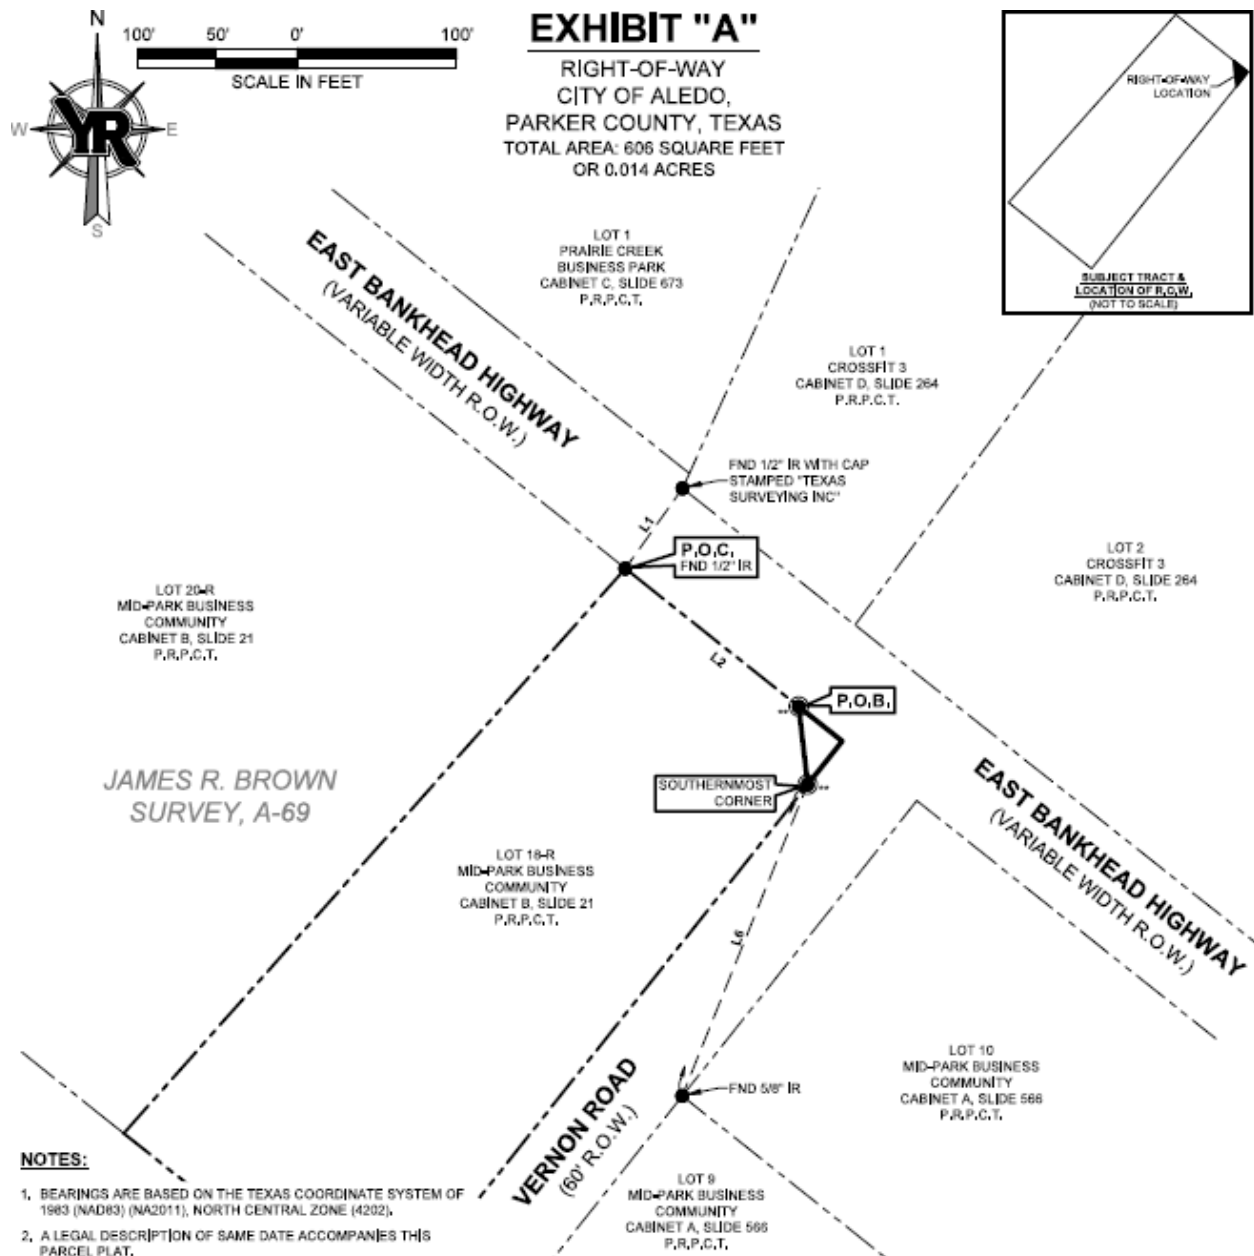 EXHIBIT "A"
RIGHT-OF-WAY
CITY OF ALEDO,
PARKER COUNTY, TEXAS
TOTAL AREA: 606 SQUARE FEET
OR 0.014 ACRES
N
W
E
S
YR
100' 50' 0' 100'
SCALE IN FEET
RIGHT-OF-WAY
LOCATION
SUBJECT TRACT &
LOCATION OF R.O.W.
(NOT TO SCALE)
EAST BANKHEAD HIGHWAY
(VARIABLE WIDTH R.O.W.)
LOT 1
PRAIRIE CREEK
BUSINESS PARK
CABINET C, SLIDE 673
P.R.P.C.T.
LOT 1
CROSSFIT 3
CABINET D, SLIDE 264
P.R.P.C.T.
FND 1/2" IR WITH CAP
STAMPED "TEXAS
SURVEYING INC"
L1
P.O.C.
FND 1/2" IR
LOT 2
CROSSFIT 3
CABINET D, SLIDE 264
P.R.P.C.T.
LOT 20-R
MID-PARK BUSINESS
COMMUNITY
CABINET B, SLIDE 21
P.R.P.C.T.
L2
P.O.B.
**
JAMES R. BROWN
SURVEY, A-69
SOUTHERNMOST
CORNER
**
EAST BANKHEAD HIGHWAY
(VARIABLE WIDTH R.O.W.)
LOT 18-R
MID-PARK BUSINESS
COMMUNITY
CABINET B, SLIDE 21
P.R.P.C.T.
L6
LOT 10
MID-PARK BUSINESS
COMMUNITY
CABINET A, SLIDE 566
P.R.P.C.T.
FND 5/8" IR
VERNON ROAD
(60' R.O.W.)
LOT 9
MID-PARK BUSINESS
COMMUNITY
CABINET A, SLIDE 566
P.R.P.C.T.
NOTES:
1. BEARINGS ARE BASED ON THE TEXAS COORDINATE SYSTEM OF
1983 (NAD83) (NA2011), NORTH CENTRAL ZONE (4202).
2. A LEGAL DESCRIPTION OF SAME DATE ACCOMPANIES THIS
PARCEL PLAT.